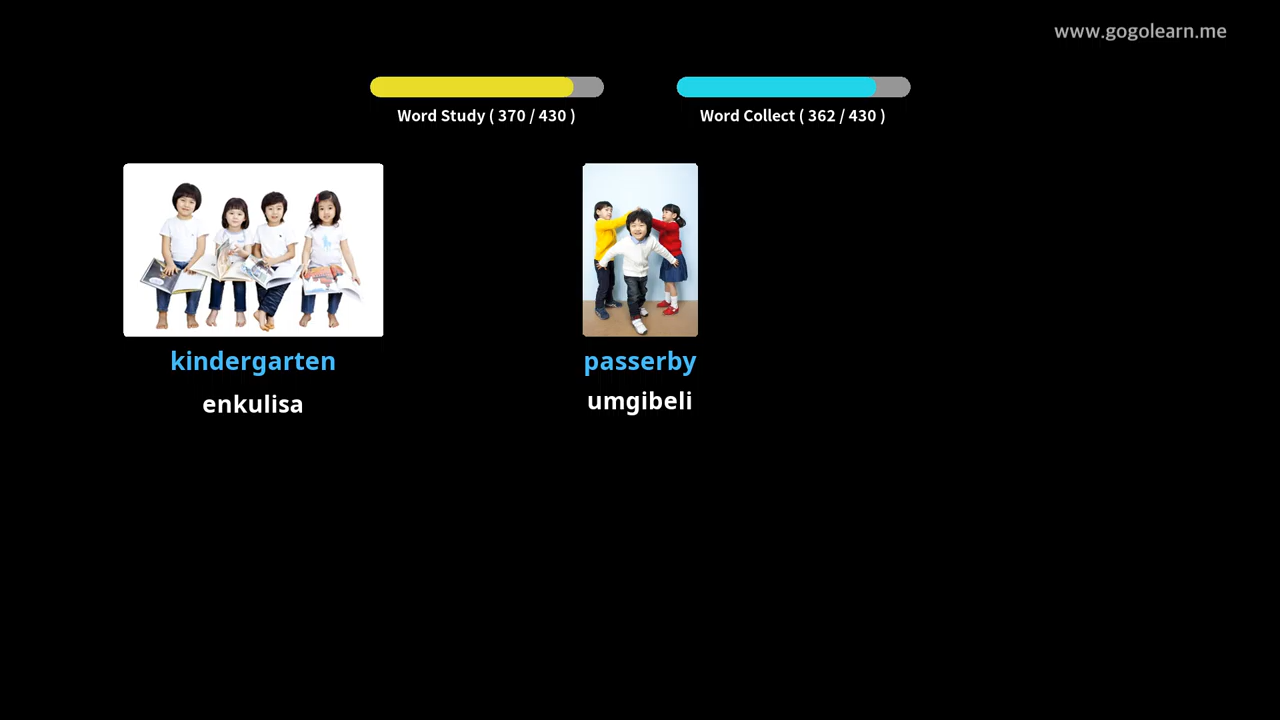 www.gogolearn.me
Word Study ( 370 / 430 )
Word Collect ( 362 / 430 )
kindergarten
enkulisa
passerby
umgibeli